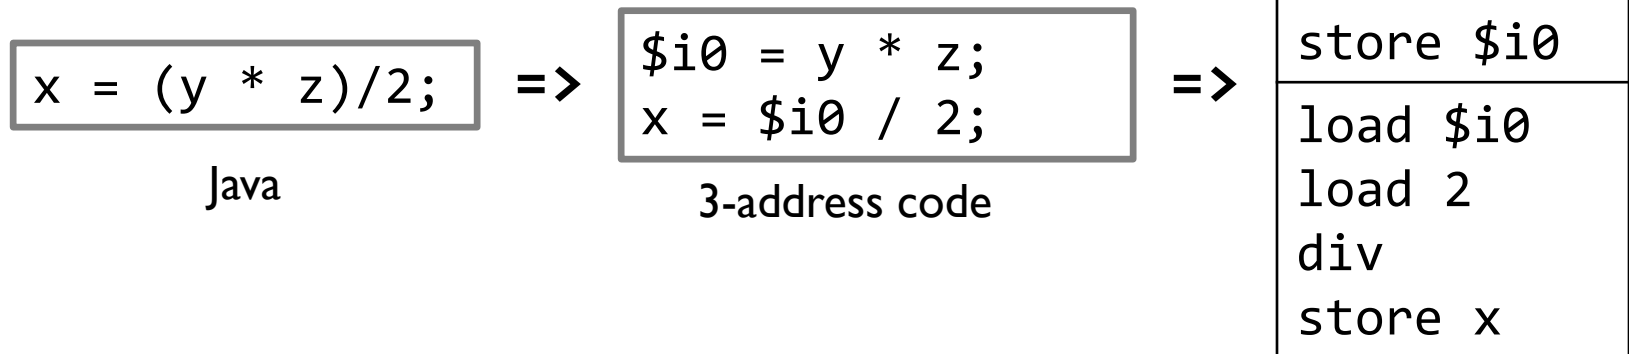 x = (y * z)/2;
Java
=>
$i0 = y * z;
x = $i0 / 2;
3-address code
=>
store $i0
load $i0
load 2
div
store x